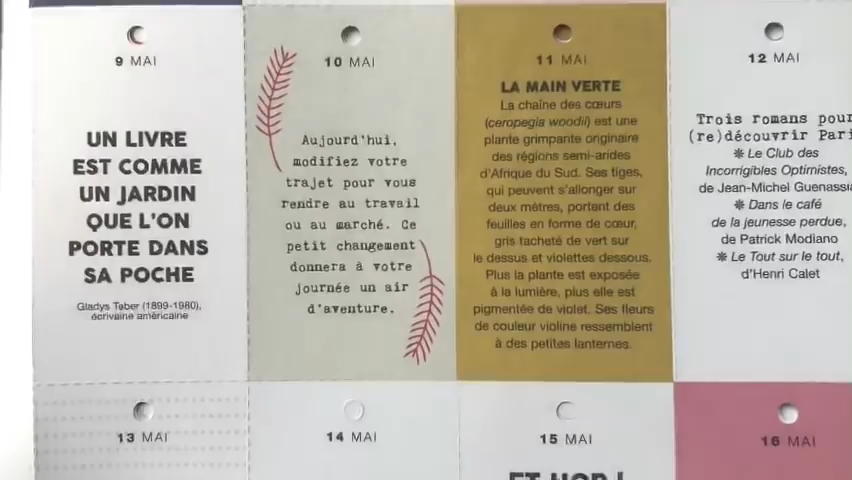 9 MAI
UN LIVRE
EST COMME
UN JARDIN
QUE L'ON
PORTE DANS
SA POCHE
Gladys Taber (1899-1980),
écrivaine américaine
10 MAI
Aujourd'hui,
modifiez votre
trajet pour vous
rendre au travail
ou au marché. Ce
petit changement
donnera à votre
journée un air
d'aventure.
11 MAI
LA MAIN VERTE
La chaîne des cœurs
(ceropegia woodii) est une
plante grimpante originaire
des régions semi-arides
d'Afrique du Sud. Ses tiges,
qui peuvent s'allonger sur
deux mètres, portent des
feuilles en forme de cœur,
gris tacheté de vert sur
le dessus et violettes dessous.
Plus la plante est exposée
à la lumière, plus elle est
pigmentée de violet. Ses fleurs
de couleur violine ressemblent
à des petites lanternes.
12 MAI
Trois romans pour
(re)découvrir Pari
❋ Le Club des
Incorrigibles Optimistes,
de Jean-Michel Guenassia
❋ Dans le café
de la jeunesse perdue,
de Patrick Modiano
❋ Le Tout sur le tout,
d'Henri Calet
13 MAI
14 MAI
15 MAI
ET HOP !
16 MAI